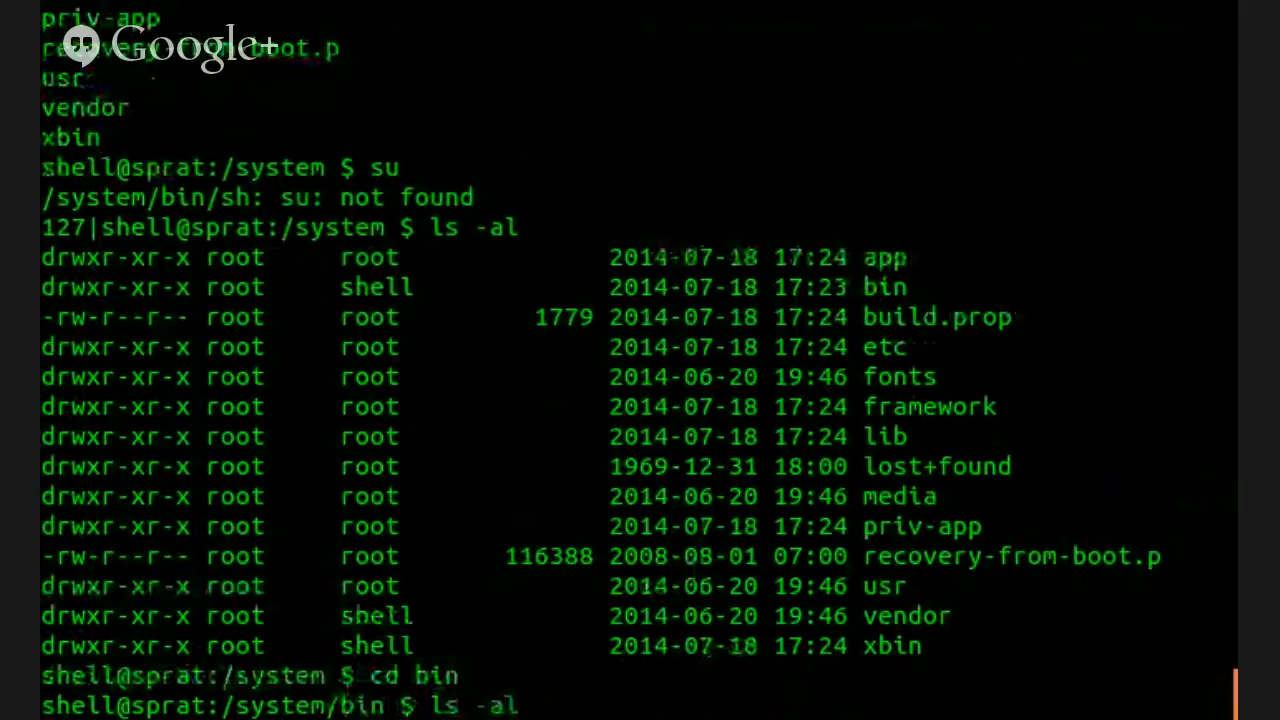 priv-app
Google+
recovery-from-boot.p
usr
vendor
xbin
shell@sprat:/system $ su
/system/bin/sh: su: not found
127|shell@sprat:/system $ ls -al
drwxr-xr-x root root 2014-07-18 17:24 app
drwxr-xr-x root shell 2014-07-18 17:23 bin
-rw-r--r-- root root 1779 2014-07-18 17:24 build.prop
drwxr-xr-x root root 2014-07-18 17:24 etc
drwxr-xr-x root root 2014-06-20 19:46 fonts
drwxr-xr-x root root 2014-07-18 17:24 framework
drwxr-xr-x root root 2014-07-18 17:24 lib
drwxr-xr-x root root 1969-12-31 18:00 lost+found
drwxr-xr-x root root 2014-06-20 19:46 media
drwxr-xr-x root root 2014-07-18 17:24 priv-app
-rw-r--r-- root root 116388 2008-08-01 07:00 recovery-from-boot.p
drwxr-xr-x root root 2014-06-20 19:46 usr
drwxr-xr-x root shell 2014-06-20 19:46 vendor
drwxr-xr-x root shell 2014-07-18 17:24 xbin
shell@sprat:/system $ cd bin
shell@sprat:/system/bin $ ls -al